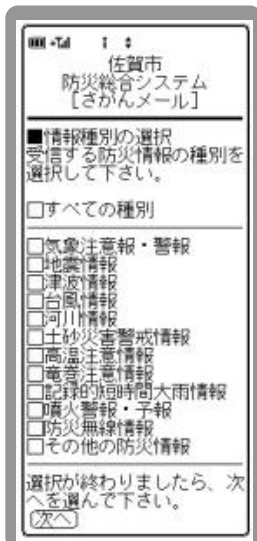 佐賀市
防災総合システム
[さがんメール]
■情報種別の選択
受信する防災情報の種別を
選択して下さい。
□すべての種別
□気象注意報・警報
□地震情報
□津波情報
□台風情報
□河川情報
□土砂災害警戒情報
□高温注意情報
□竜巻注意情報
□記録的短時間大雨情報
□噴火警報・予報
□防災無線情報
□その他の防災情報
選択が終わりましたら、次
へを選んで下さい。
次へ